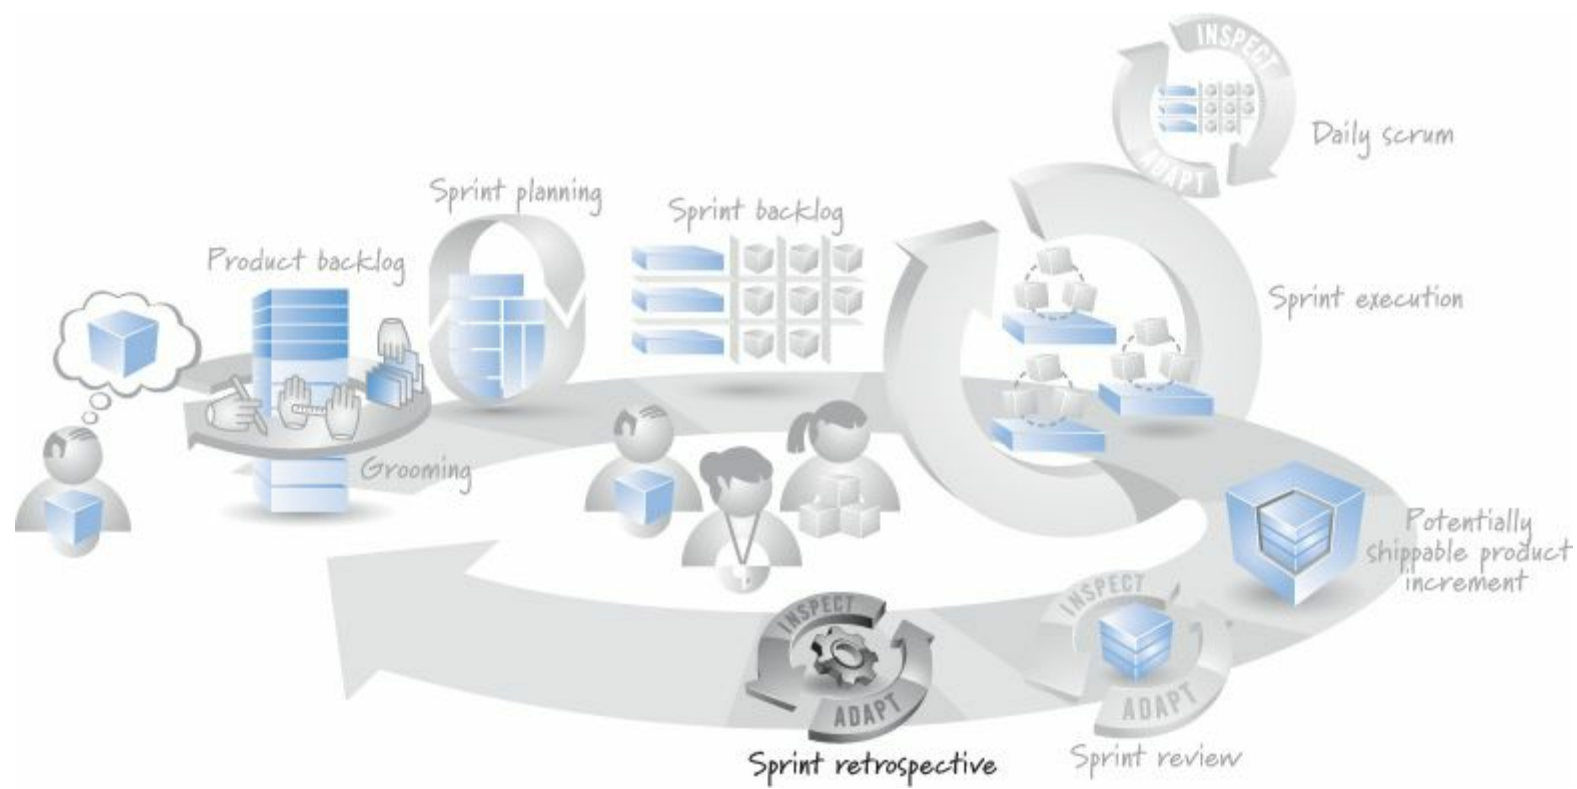 INSPECT
ADAPT
Daily scrum
Sprint planning
Sprint backlog
Product backlog
Sprint execution
Grooming
Potentially
shippable product
increment
INSPECT
ADAPT
Sprint retrospective
INSPECT
ADAPT
Sprint review